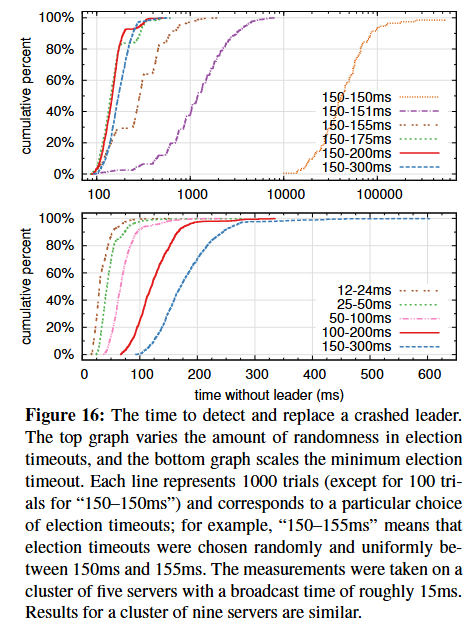 100%
80%
60%
40%
20%
0%
cumulative percent
150-150ms
150-151ms
150-155ms
150-175ms
150-200ms
150-300ms
100 1000 10000 100000
100%
80%
60%
40%
20%
0%
cumulative percent
12-24ms
25-50ms
50-100ms
100-200ms
150-300ms
0 100 200 300 400 500 600
time without leader (ms)
Figure 16: The time to detect and replace a crashed leader.
The top graph varies the amount of randomness in election
timeouts, and the bottom graph scales the minimum election
timeout. Each line represents 1000 trials (except for 100 tri-
als for “150–150ms”) and corresponds to a particular choice
of election timeouts; for example, “150–155ms” means that
election timeouts were chosen randomly and uniformly be-
tween 150ms and 155ms. The measurements were taken on a
cluster of five servers with a broadcast time of roughly 15ms.
Results for a cluster of nine servers are similar.